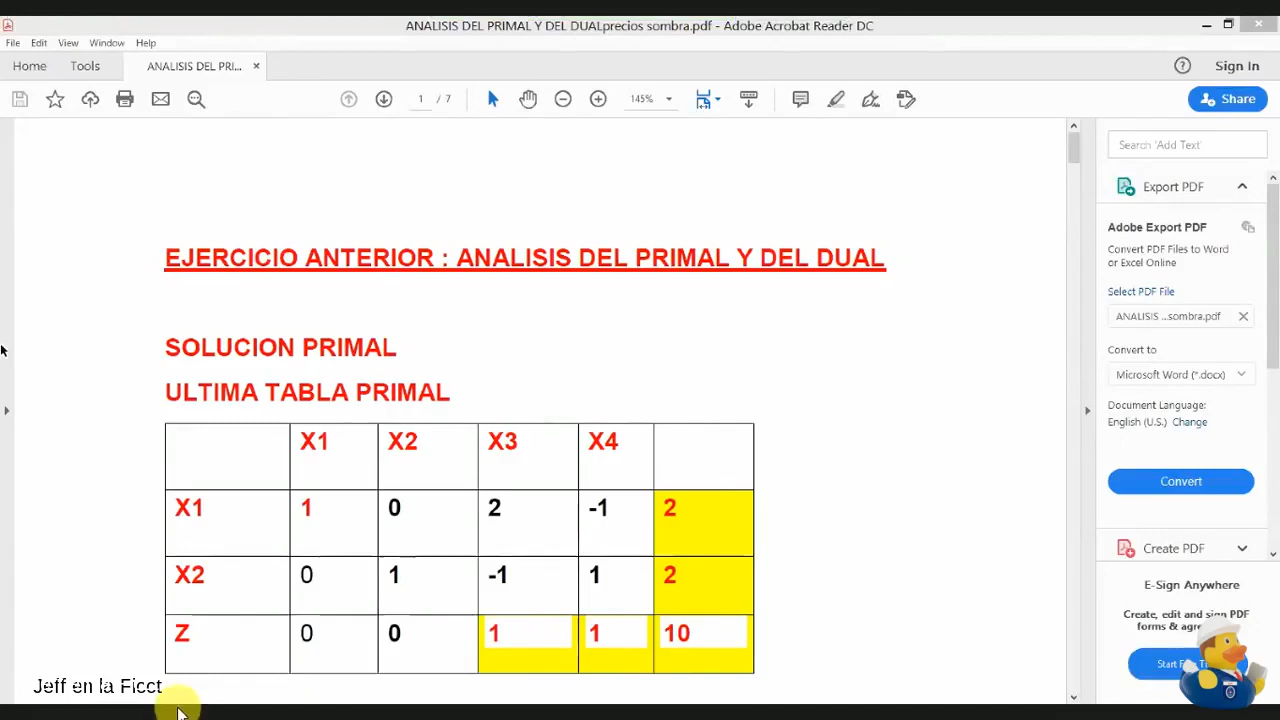 ANALISIS DEL PRIMAL Y DEL DUALprecios sombra.pdf - Adobe Acrobat Reader DC
File Edit View Window Help
Home Tools ANALISIS DEL PRI... × Sign In
1 / 7 145% Share
Search 'Add Text'
Export PDF
Adobe Export PDF
Convert PDF Files to Word
or Excel Online
Select PDF File
ANALISIS ...sombra.pdf
Convert to
Microsoft Word (*.docx)
Document Language:
English (U.S.) Change
Convert
Create PDF
E-Sign Anywhere
Create, edit and sign PDF
forms & agre
EJERCICIO ANTERIOR : ANALISIS DEL PRIMAL Y DEL DUAL
SOLUCION PRIMAL
ULTIMA TABLA PRIMAL
X1 X2 X3 X4
X1 1 0 2 -1 2
X2 0 1 -1 1 2
Z 0 0 1 1 10
Jeff en la Ficct